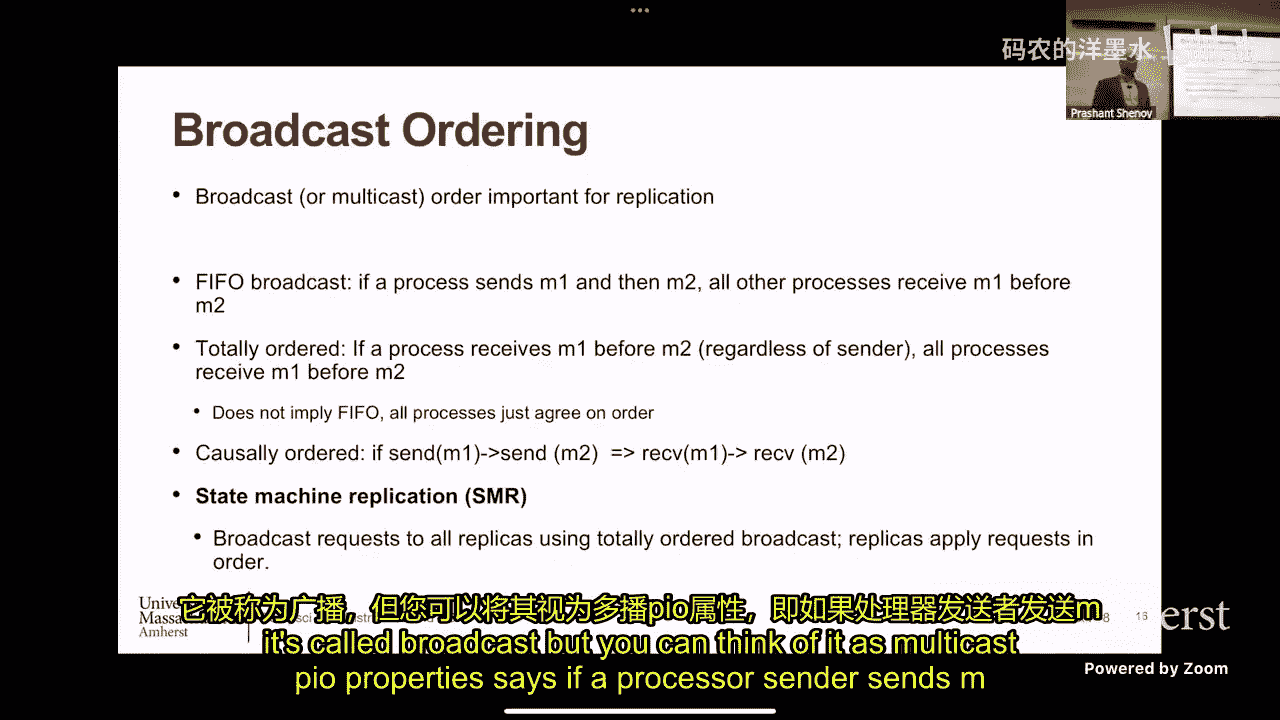 码农的洋墨水
Prashant Shenoy
Broadcast Ordering
• Broadcast (or multicast) order important for replication
• FIFO broadcast: if a process sends m1 and then m2, all other processes receive m1 before
m2
• Totally ordered: If a process receives m1 before m2 (regardless of sender), all processes
receive m1 before m2
• Does not imply FIFO, all processes just agree on order
• Causally ordered: if send(m1)->send (m2) => recv(m1)-> recv (m2)
• State machine replication (SMR)
• Broadcast requests to all replicas using totally ordered broadcast; replicas apply requests in
order.
Amherst
16
erst
它被称为广播，但您可以将其视为多播pio属性，即如果处理器发送者发送m
it's called broadcast but you can think of it as multicast
pio properties says if a processor sender sends m
Powered by Zoom